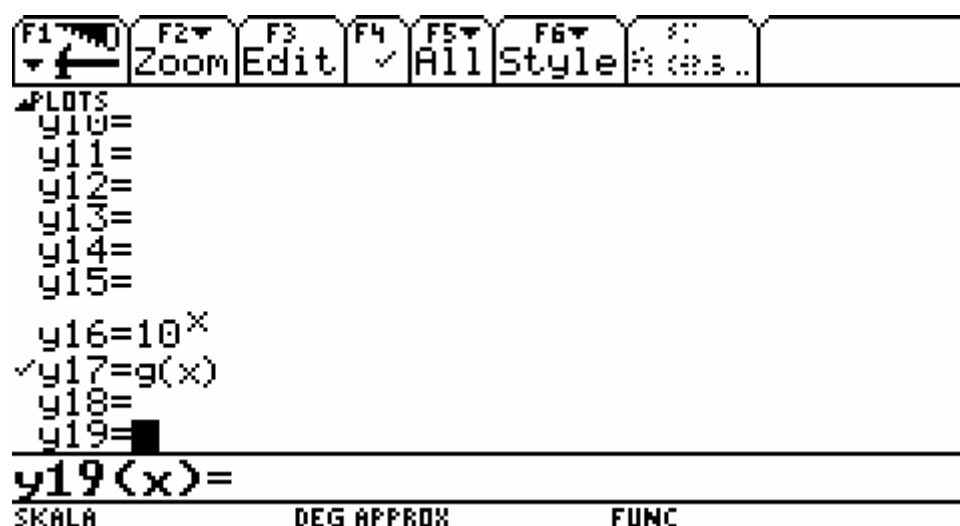 F1 F2 F3 F4 F5 F6
Zoom Edit ✓ All Style
PLOTS
y10=
y11=
y12=
y13=
y14=
y15=
y16=10^x
✓y17=g(x)
y18=
y19=
y19(x)=
SKALA DEG APPROX FUNC